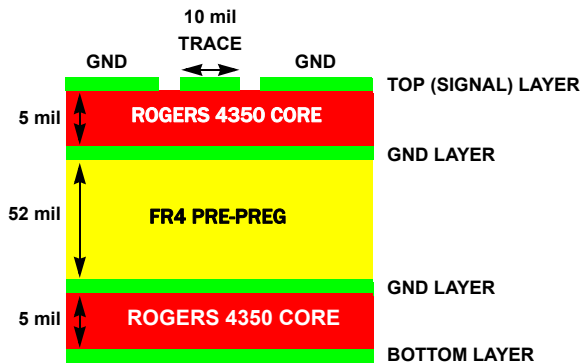 10 mil
TRACE
GND
GND
TOP (SIGNAL) LAYER
5 mil
ROGERS 4350 CORE
GND LAYER
52 mil
FR4 PRE-PREG
GND LAYER
5 mil
ROGERS 4350 CORE
BOTTOM LAYER